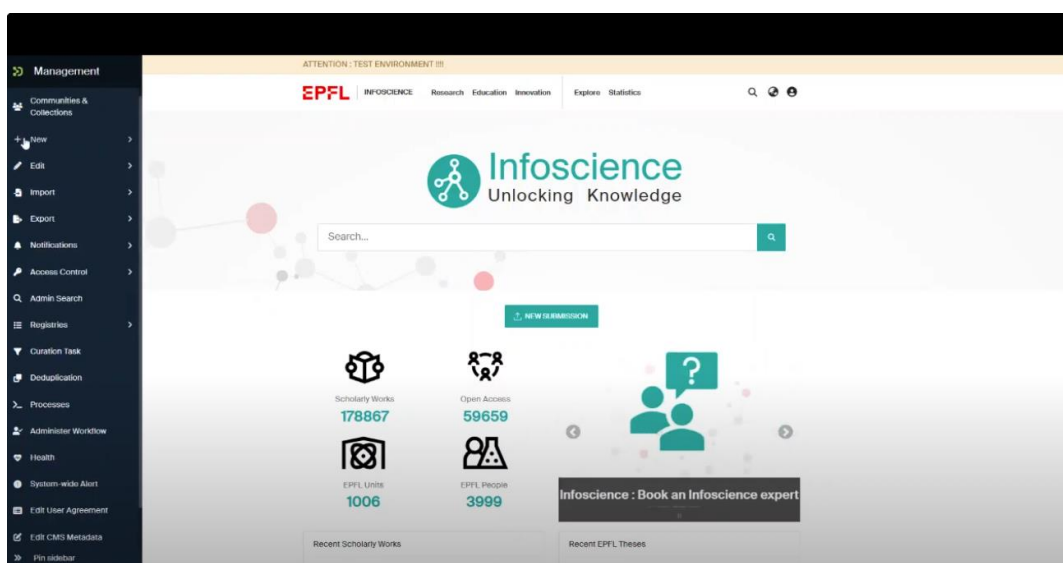 Management
Communities &
Collections
New
Edit
Import
Export
Notifications
Access Control
Admin Search
Registries
Curation Task
Deduplication
Processes
Administer Workflow
Health
System-wide Alert
Edit User Agreement
Edit CMS Metadata
Pin sidebar
ATTENTION : TEST ENVIRONMENT !!!!
EPFL INFOSCIENCE Research Education Innovation Explore Statistics
Infoscience
Unlocking Knowledge
Search...
NEW SUBMISSION
Scholarly Works
178867
Open Access
59659
EPFL Units
1006
EPFL People
3999
?
Infoscience : Book an Infoscience expert
Recent Scholarly Works
Recent EPFL Theses